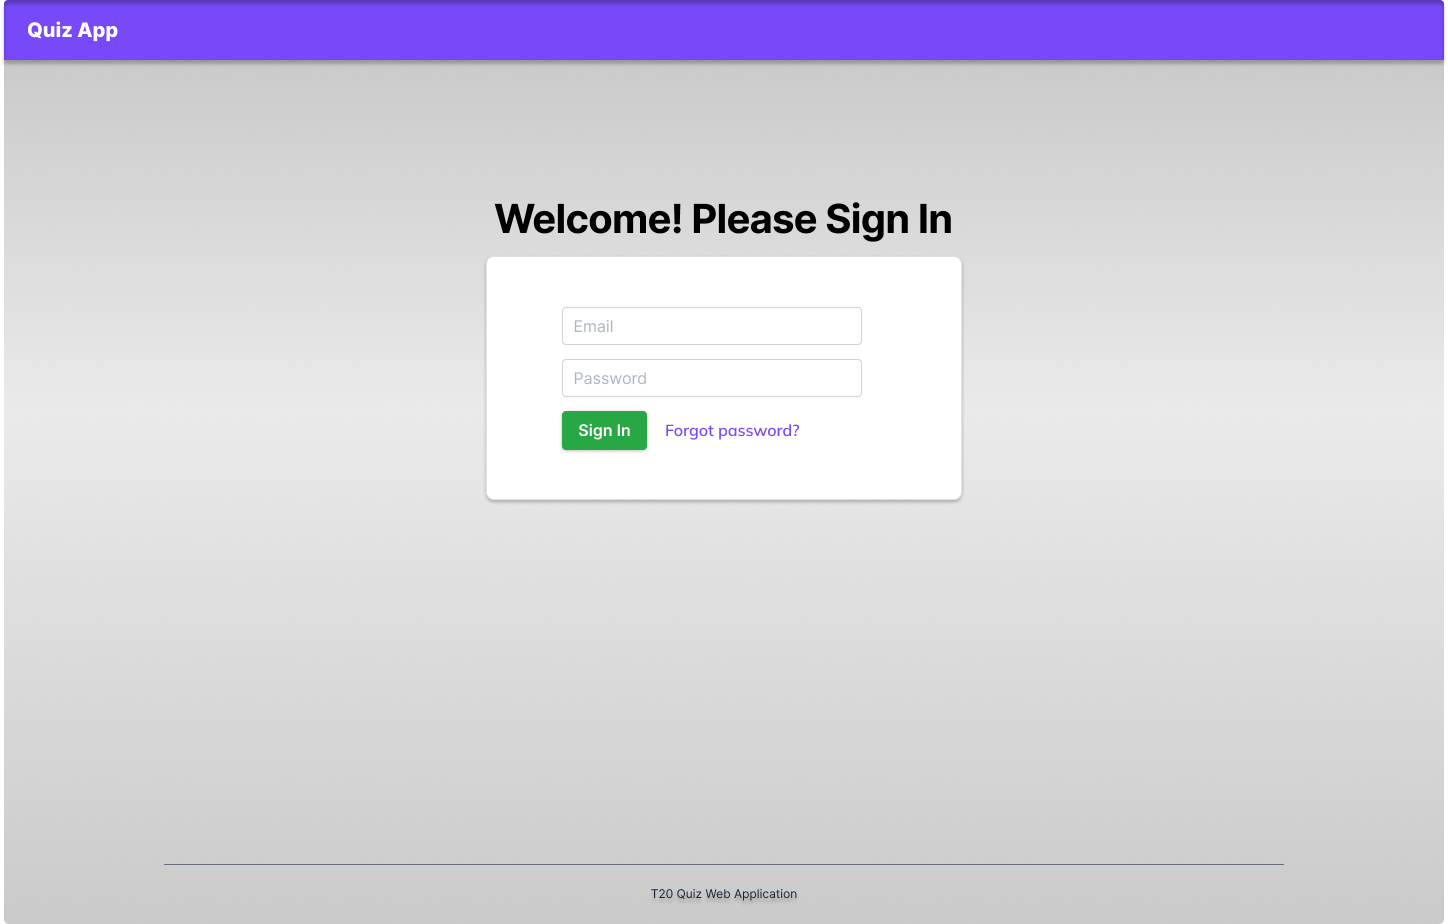 Quiz App
Welcome! Please Sign In
Email
Password
Sign In Forgot password?
T20 Quiz Web Application